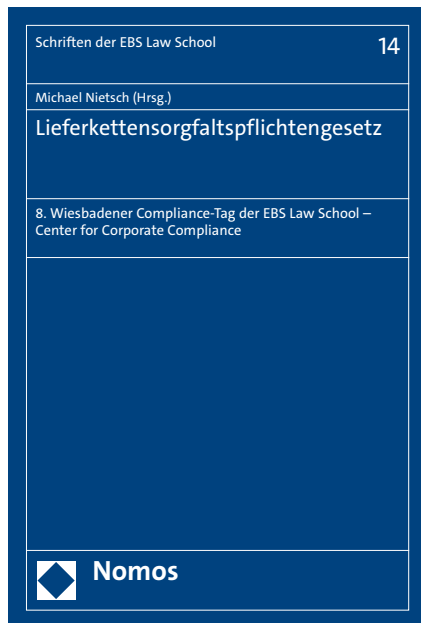 Schriften der EBS Law School
14
Michael Nietsch (Hrsg.)
Lieferkettensorgfaltspflichtengesetz
8. Wiesbadener Compliance-Tag der EBS Law School –
Center for Corporate Compliance
Nomos